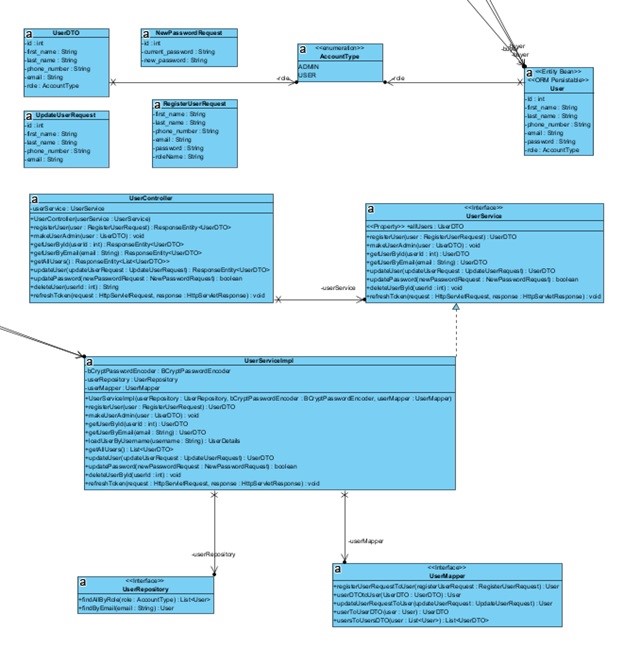 UserDTO
-id : int
-first_name : String
-last_name : String
-phone_number : String
-email : String
-role : AccountType
NewPasswordRequest
-id : int
-current_password : String
-new_password : String
<<enumeration>>
AccountType
ADMIN
USER
-role
-role
-buyer
<<Entity Bean>>
<<ORM Persistable>>
User
-id : int
-first_name : String
-last_name : String
-phone_number : String
-email : String
-password : String
-role : AccountType
UpdateUserRequest
-id : int
-first_name : String
-last_name : String
-phone_number : String
-email : String
RegisterUserRequest
-first_name : String
-last_name : String
-phone_number : String
-email : String
-password : String
-roleName : String
UserController
-userService : UserService
+UserController(userService : UserService)
+registerUser(user : RegisterUserRequest) : ResponseEntity<UserDTO>
+makeUserAdmin(user : UserDTO) : void
+getUserById(userId : int) : ResponseEntity<UserDTO>
+getUserByEmail(email : String) : ResponseEntity<UserDTO>
+getAllUsers() : ResponseEntity<List<UserDTO>>
+updateUser(updateUserRequest : UpdateUserRequest) : ResponseEntity<UserDTO>
+updatePassword(newPasswordRequest : NewPasswordRequest) : boolean
+deleteUser(userId : int) : String
+refreshToken(request : HttpServletRequest, response : HttpServletResponse) : void
-userService
<<Interface>>
UserService
<<Property>> +allUsers : UserDTO
+registerUser(user : RegisterUserRequest) : UserDTO
+makeUserAdmin(user : UserDTO) : void
+getUserById(userId : int) : UserDTO
+getUserByEmail(email : String) : UserDTO
+updateUser(updateUserRequest : UpdateUserRequest) : UserDTO
+updatePassword(newPasswordRequest : NewPasswordRequest) : boolean
+deleteUserById(userId : int) : void
+refreshToken(request : HttpServletRequest, response : HttpServletResponse) : void
UserServiceImpl
-bCryptPasswordEncoder : BCryptPasswordEncoder
-userRepository : UserRepository
-userMapper : UserMapper
+UserServiceImpl(userRepository : UserRepository, bCryptPasswordEncoder : BCryptPasswordEncoder, userMapper : UserMapper)
+registerUser(user : RegisterUserRequest) : UserDTO
+makeUserAdmin(user : UserDTO) : void
+getUserById(userId : int) : UserDTO
+getUserByEmail(email : String) : UserDTO
+loadUserByUsername(username : String) : UserDetails
+getAllUsers() : List<UserDTO>
+updateUser(updateUserRequest : UpdateUserRequest) : UserDTO
+updatePassword(newPasswordRequest : NewPasswordRequest) : boolean
+deleteUserById(userId : int) : void
+refreshToken(request : HttpServletRequest, response : HttpServletResponse) : void
-userRepository
-userMapper
<<Interface>>
UserRepository
+findAllByRole(role : AccountType) : List<User>
+findByEmail(email : String) : User
<<Interface>>
UserMapper
+registerUserRequestToUser(registerUserRequest : RegisterUserRequest) : User
+userDTOtoUser(UserDTO : UserDTO) : User
+updateUserRequestToUser(updateUserRequest : UpdateUserRequest) : User
+userToUserDTO(user : User) : UserDTO
+usersToUsersDTO(user : List<User>) : List<UserDTO>